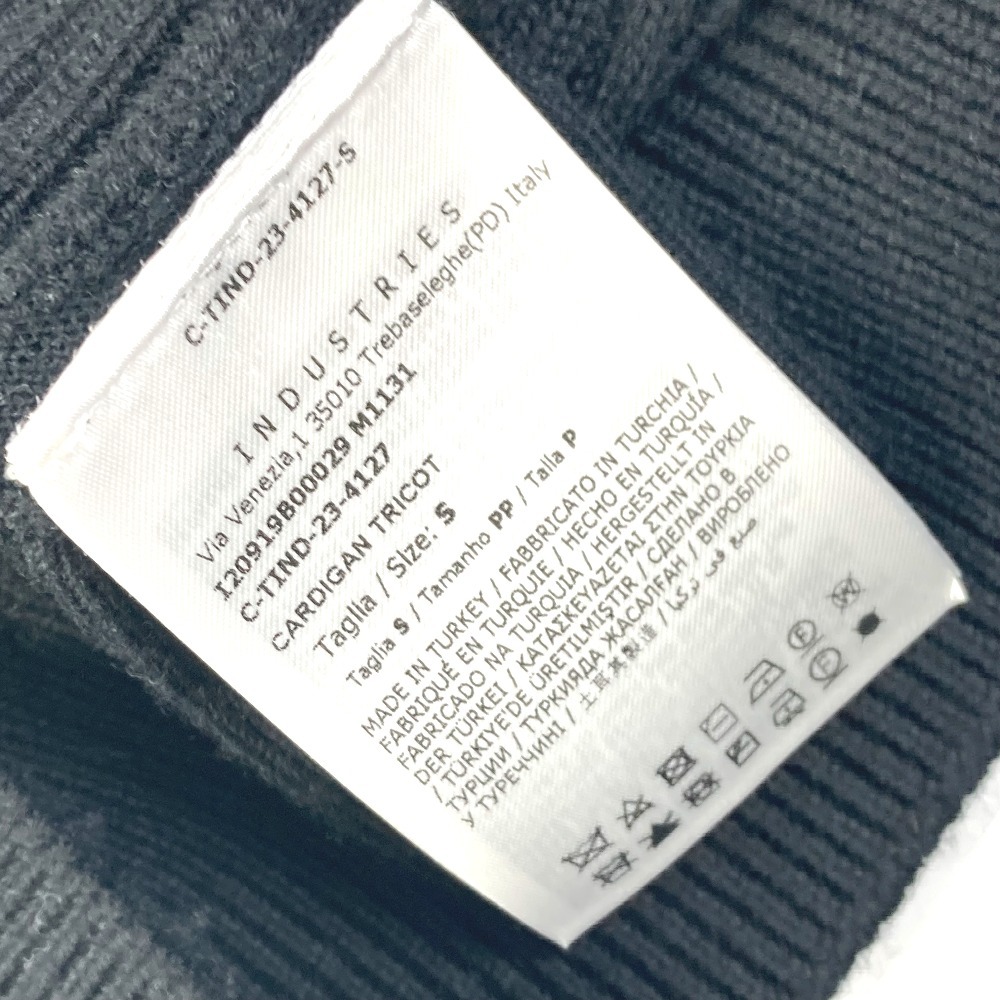 C-TIND-23-4127-S
INDUSTRIES
Via Venezia,1 35010 Trebaseleghe(PD) Italy
I20919B00029 M1131
C-TIND-23-4127
CARDIGAN TRICOT
Taglia / Size: S
Taglia S / Tamanho PP / Talla P
MADE IN TURKEY / FABBRICATO IN TURCHIA /
FABRIQUÉ EN TURQUIE / HECHO EN TURQUÍA /
FABRICADO NA TURQUIA / HERGESTELLT IN
DER TÜRKEI / ΚΑΤΑΣΚΕΥΑΖΕΤΑΙ ΣΤΗΝ ΤΟΥΡΚΙΑ
/ TÜRKİYE'DE ÜRETILMIŞTIR / СДЕЛАНО В
ТУРЦИИ / ТУРКИЯДА ЖАСАЛҒАН / ВИРОБЛЕНО
У ТУРЕЧЧИНІ / 土耳其製造 / صنع في تركيا